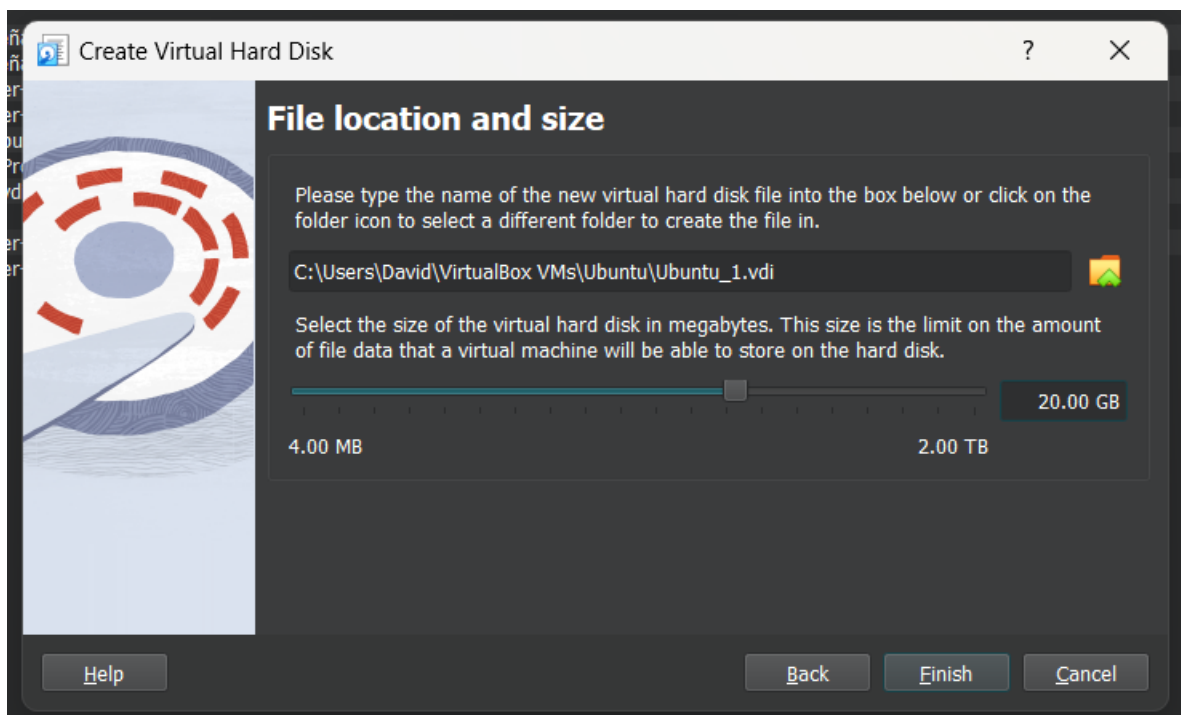 Create Virtual Hard Disk
?
File location and size
Please type the name of the new virtual hard disk file into the box below or click on the
folder icon to select a different folder to create the file in.
C:\Users\David\VirtualBox VMs\Ubuntu\Ubuntu_1.vdi
Select the size of the virtual hard disk in megabytes. This size is the limit on the amount
of file data that a virtual machine will be able to store on the hard disk.
20.00 GB
4.00 MB 2.00 TB
Help Back Finish Cancel